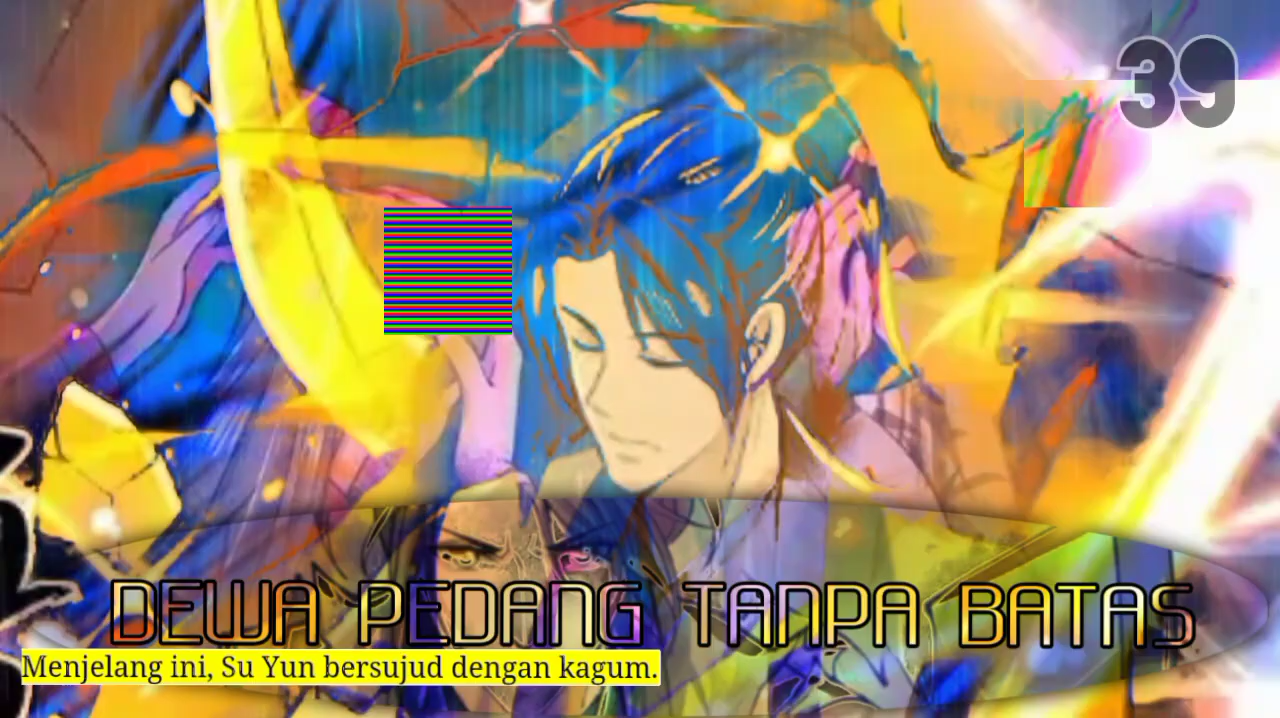 39
DEWA PEDANG TANPA BATAS
Menjelang ini, Su Yun bersujud dengan kagum.